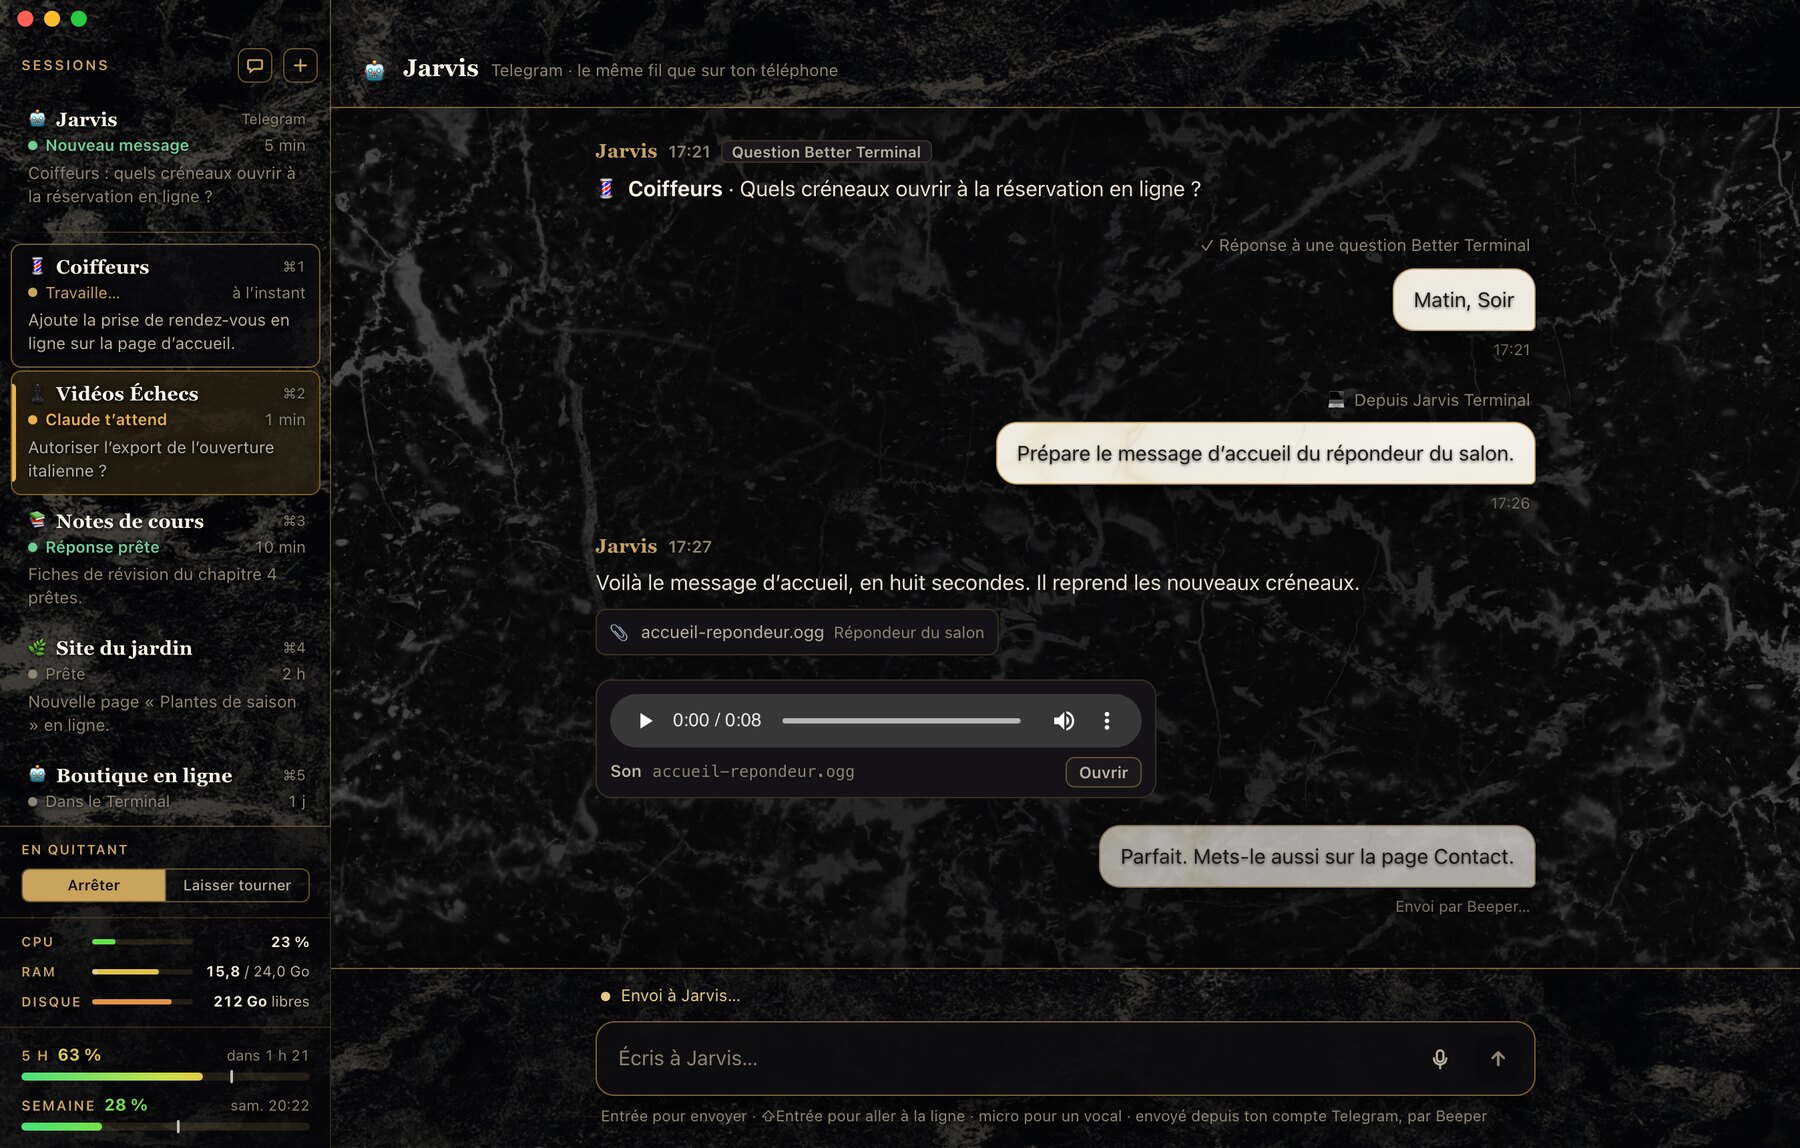 SESSIONS
Jarvis Telegram
Nouveau message 5 min
Coiffeurs : quels créneaux ouvrir à
la réservation en ligne ?
Coiffeurs ⌘1
Travaille… à l’instant
Ajoute la prise de rendez-vous en
ligne sur la page d’accueil.
Vidéos Échecs ⌘2
Claude t’attend 1 min
Autoriser l’export de l’ouverture
italienne ?
Notes de cours ⌘3
Réponse prête 10 min
Fiches de révision du chapitre 4
prêtes.
Site du jardin ⌘4
Prête 2 h
Nouvelle page « Plantes de saison
» en ligne.
Boutique en ligne ⌘5
Dans le Terminal 1 j
EN QUITTANT
Arrêter Laisser tourner
CPU 23 %
RAM 15,8 / 24,0 Go
DISQUE 212 Go libres
5 H 63 % dans 1 h 21
SEMAINE 28 % sam. 20:22
Jarvis Telegram · le même fil que sur ton téléphone
Jarvis 17:21 Question Better Terminal
Coiffeurs · Quels créneaux ouvrir à la réservation en ligne ?
✓ Réponse à une question Better Terminal
Matin, Soir
17:21
Depuis Jarvis Terminal
Prépare le message d’accueil du répondeur du salon.
17:26
Jarvis 17:27
Voilà le message d’accueil, en huit secondes. Il reprend les nouveaux créneaux.
accueil-repondeur.ogg Répondeur du salon
0:00 / 0:08
Son accueil-repondeur.ogg Ouvrir
Parfait. Mets-le aussi sur la page Contact.
Envoi par Beeper…
Envoi à Jarvis…
Écris à Jarvis…
Entrée pour envoyer · ⇧Entrée pour aller à la ligne · micro pour un vocal · envoyé depuis ton compte Telegram, par Beeper